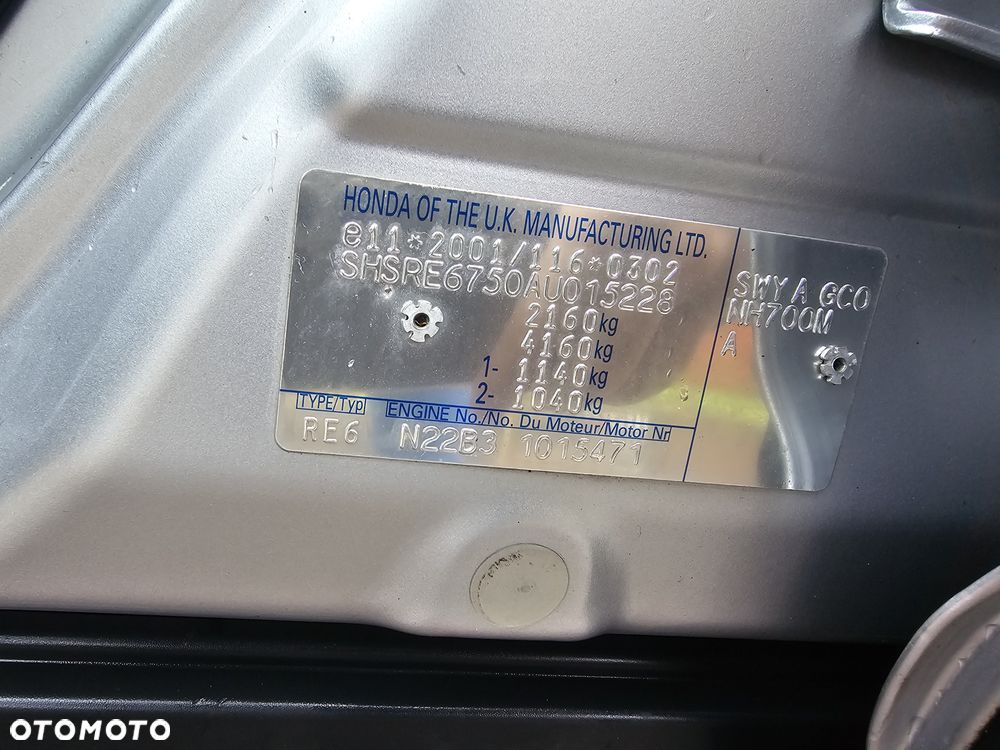 HONDA OF THE U.K. MANUFACTURING LTD.
e11*2001/116*0302
SHSRE6750AU015228
2160kg
4160kg
1- 1140kg
2- 1040kg
TYPE/Typ ENGINE No./No. Du Moteur/Motor Nr
RE6 N22B3 1015471
SWY A GCO
NH700M
A
OTOMOTO